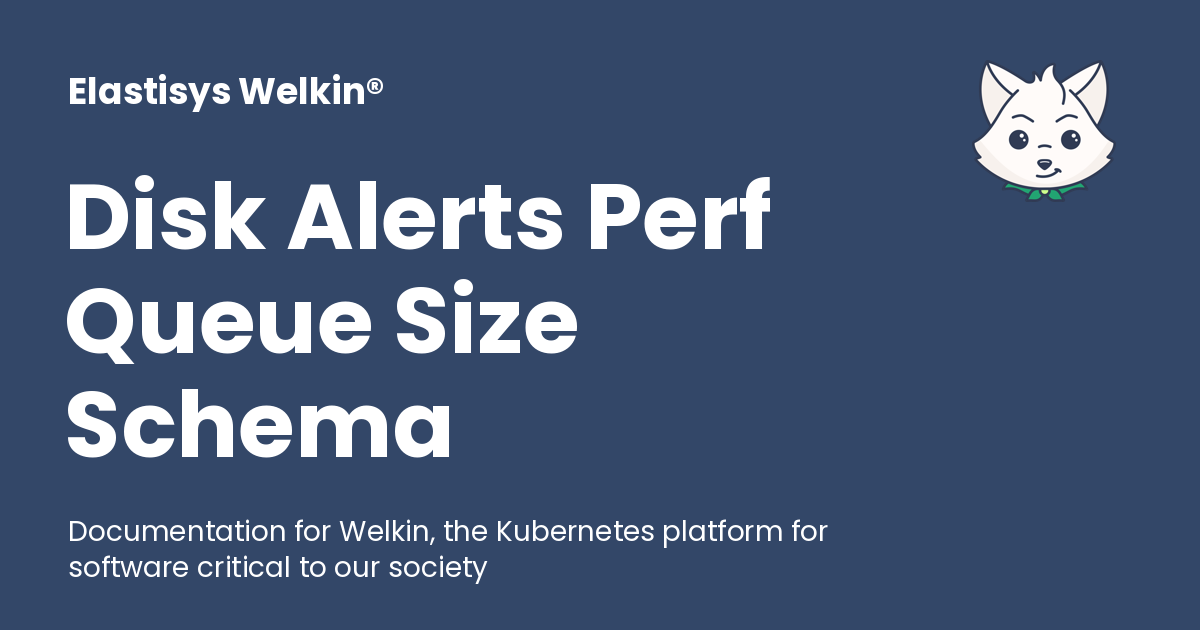 Elastisys Welkin®
Disk Alerts Perf
Queue Size
Schema
Documentation for Welkin, the Kubernetes platform for
software critical to our society